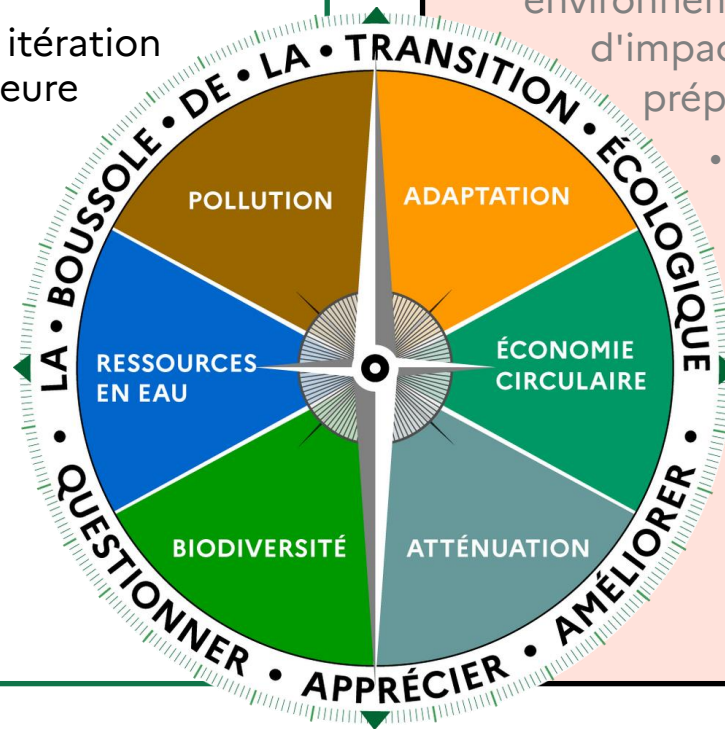 itération
eure
environnem
d'impac
prép
•
LA • BOUSSOLE • DE • LA • TRANSITION • ÉCOLOGIQUE
POLLUTION
ADAPTATION
RESSOURCES
EN EAU
ÉCONOMIE
CIRCULAIRE
BIODIVERSITÉ
ATTÉNUATION
• QUESTIONNER • APPRÉCIER • AMÉLIORER •